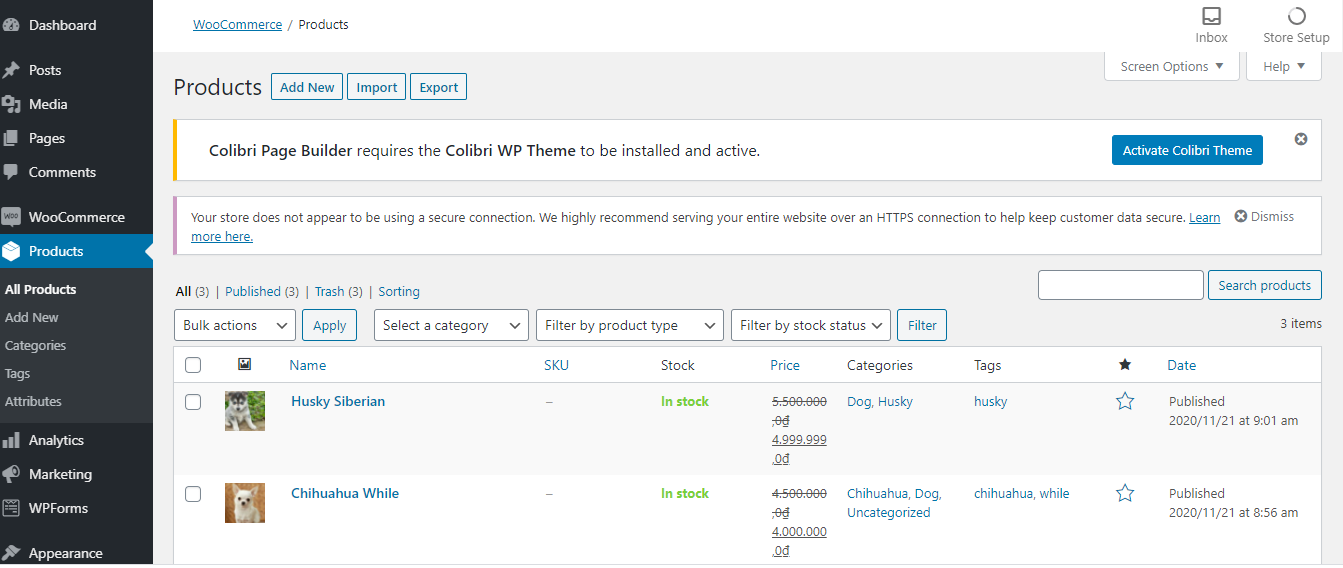 Dashboard
Posts
Media
Pages
Comments
WOO WooCommerce
Products
All Products
Add New
Categories
Tags
Attributes
Analytics
Marketing
WPForms
Appearance
WooCommerce / Products
Inbox
Store Setup
Screen Options
Help
Products Add New Import Export
Colibri Page Builder requires the Colibri WP Theme to be installed and active. Activate Colibri Theme
Your store does not appear to be using a secure connection. We highly recommend serving your entire website over an HTTPS connection to help keep customer data secure. Learn
more here.
Dismiss
All (3) | Published (3) | Trash (3) | Sorting
Search products
Bulk actions Apply Select a category Filter by product type Filter by stock status Filter
3 items
Name SKU Stock Price Categories Tags Date
Husky Siberian – In stock 5.500.000 Dog, Husky husky Published
,0₫ 2020/11/21 at 9:01 am
4.999.999
,0₫
Chihuahua While – In stock 4.500.000 Chihuahua, Dog, chihuahua, while Published
,0₫ Uncategorized 2020/11/21 at 8:56 am
4.000.000
,0₫